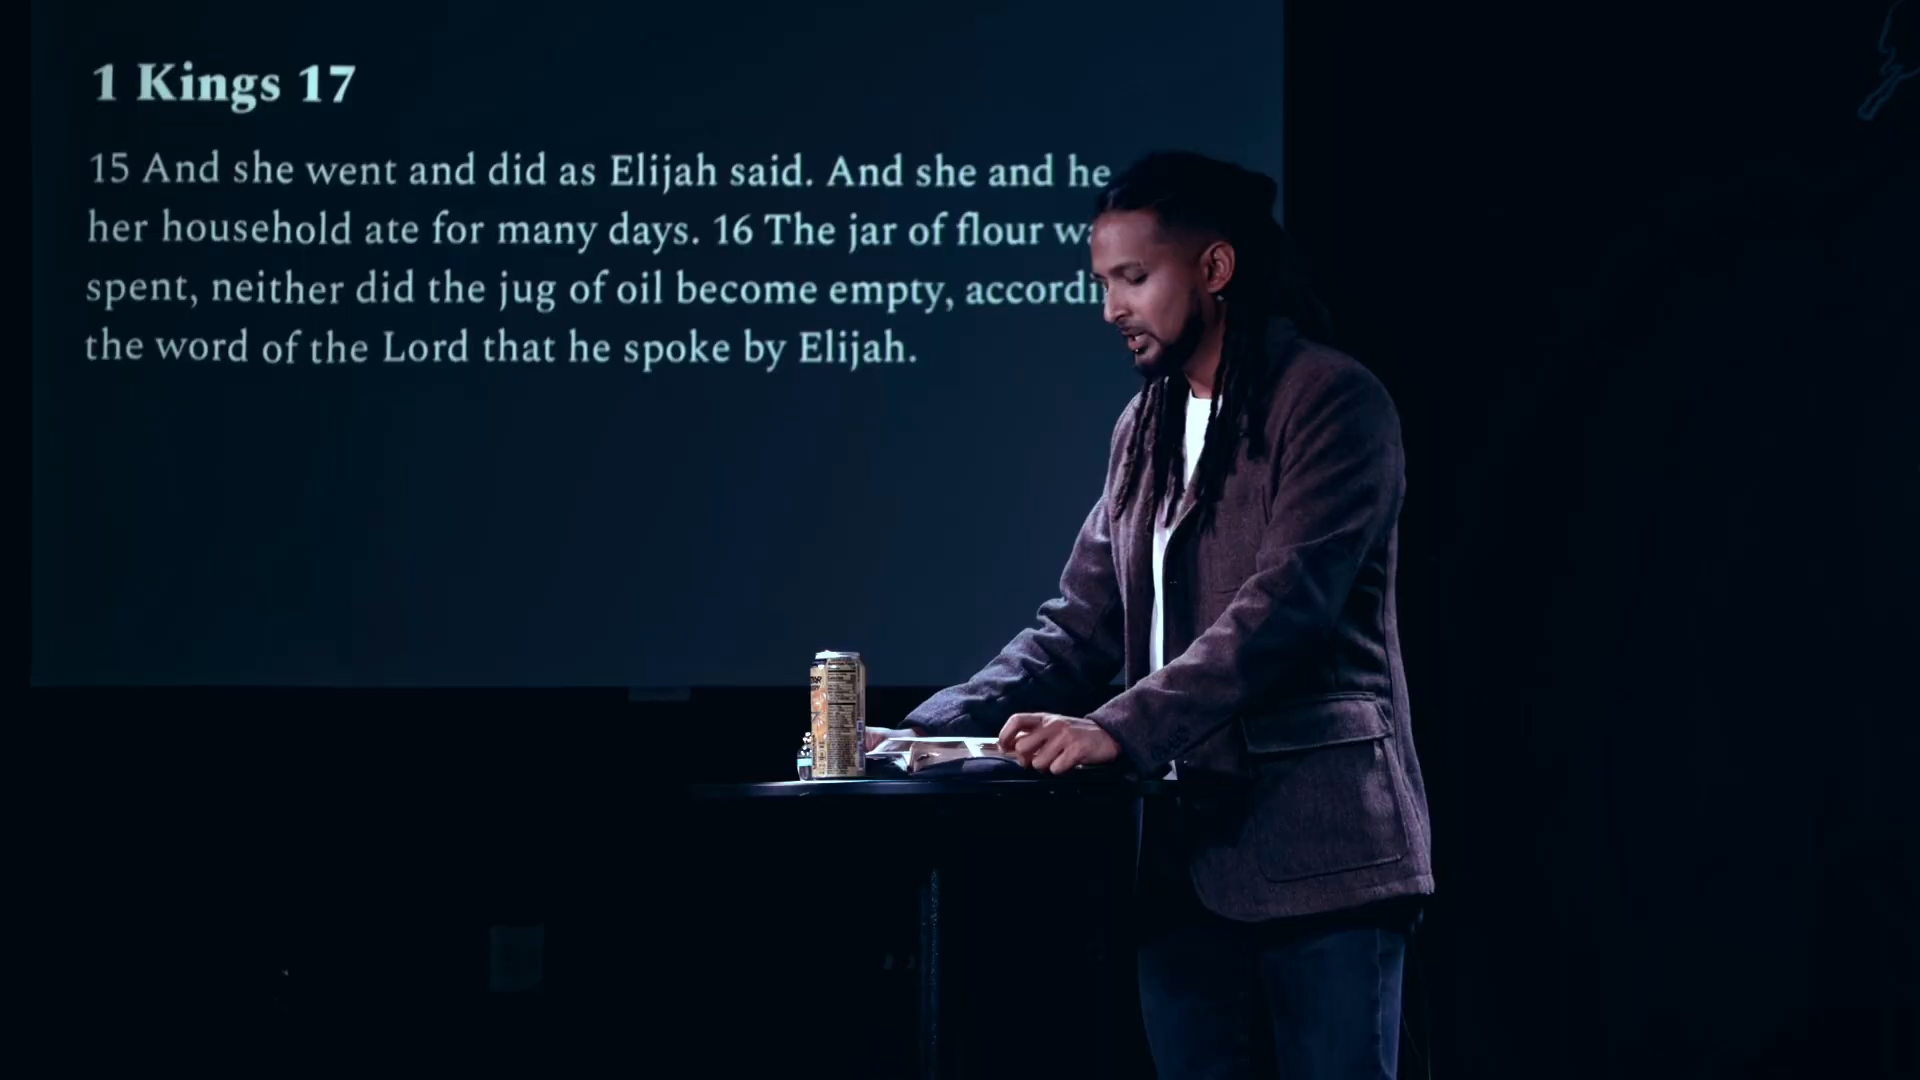 1 Kings 17
15 And she went and did as Elijah said. And she and he
her household ate for many days. 16 The jar of flour
spent, neither did the jug of oil become empty,
the word of the Lord that he spoke by Elijah.